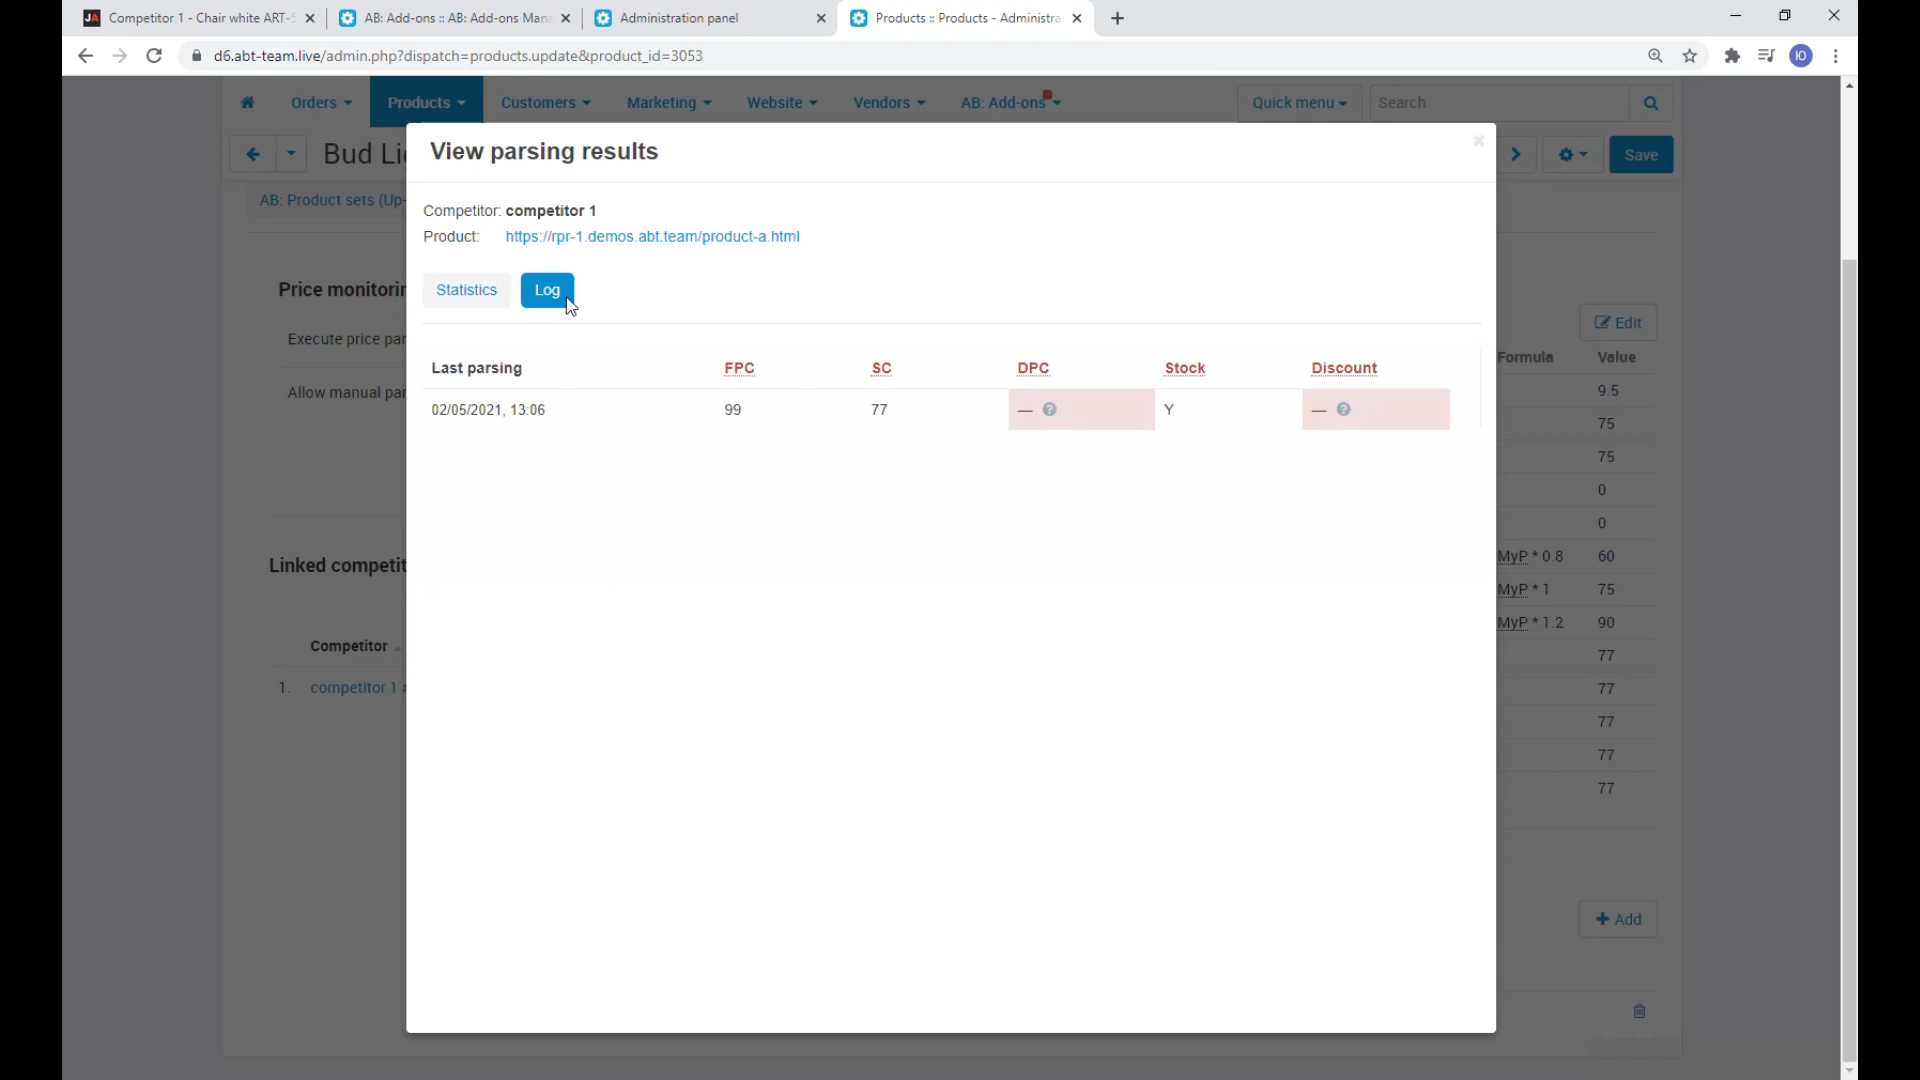 Competitor 1 - Chair white ART-5
AB: Add-ons :: AB: Add-ons Mana
Administration panel
Products :: Products - Administra
d6.abt-team.live/admin.php?dispatch=products.update&product_id=3053
Ю
Orders
Products
Customers
Marketing
Website
Vendors
AB: Add-ons
Quick menu
Search
Bud Li
Save
AB: Product sets (Up-
View parsing results
Competitor: competitor 1
Product: https://rpr-1.demos.abt.team/product-a.html
Statistics Log
Last parsing FPC SC DPC Stock Discount
02/05/2021, 13:06 99 77 — Y —
Price monitorin
Execute price par
Allow manual par
Linked competit
Competitor
1. competitor 1
Edit
Formula Value
9.5
75
75
0
0
MyP * 0.8 60
MyP * 1 75
MyP * 1.2 90
77
77
77
77
77
+ Add